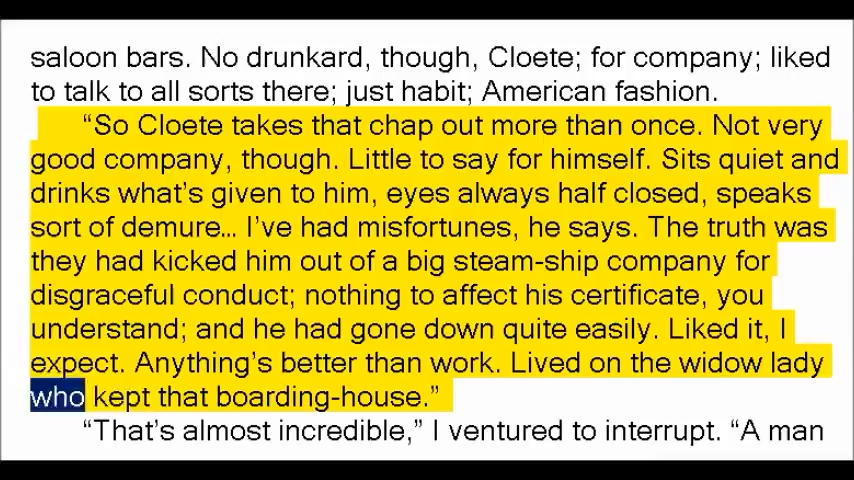 saloon bars. No drunkard, though, Cloete; for company; liked
to talk to all sorts there; just habit; American fashion.
“So Cloete takes that chap out more than once. Not very
good company, though. Little to say for himself. Sits quiet and
drinks what’s given to him, eyes always half closed, speaks
sort of demure… I’ve had misfortunes, he says. The truth was
they had kicked him out of a big steam-ship company for
disgraceful conduct; nothing to affect his certificate, you
understand; and he had gone down quite easily. Liked it, I
expect. Anything’s better than work. Lived on the widow lady
who kept that boarding-house.”
“That’s almost incredible,” I ventured to interrupt. “A man